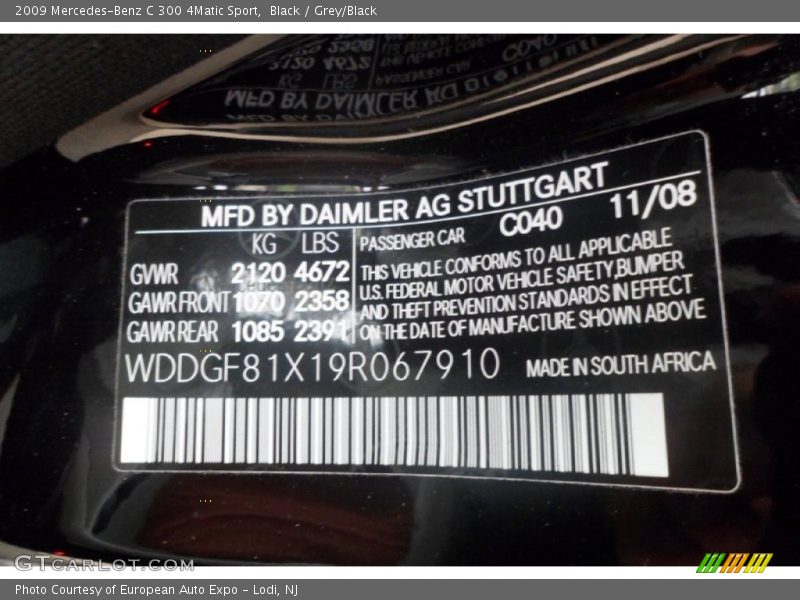 2009 Mercedes-Benz C 300 4Matic Sport, Black / Grey/Black
MFD BY DAIMLER AG STUTTGART
KG LBS PASSENGER CAR C040 11/08
GVWR 2120 4672
GAWR FRONT 1070 2358
GAWR REAR 1085 2391
THIS VEHICLE CONFORMS TO ALL APPLICABLE
U.S. FEDERAL MOTOR VEHICLE SAFETY,BUMPER
AND THEFT PREVENTION STANDARDS IN EFFECT
ON THE DATE OF MANUFACTURE SHOWN ABOVE
WDDGF81X19R067910 MADE IN SOUTH AFRICA
GTCARLOT.COM
Photo Courtesy of European Auto Expo - Lodi, NJ